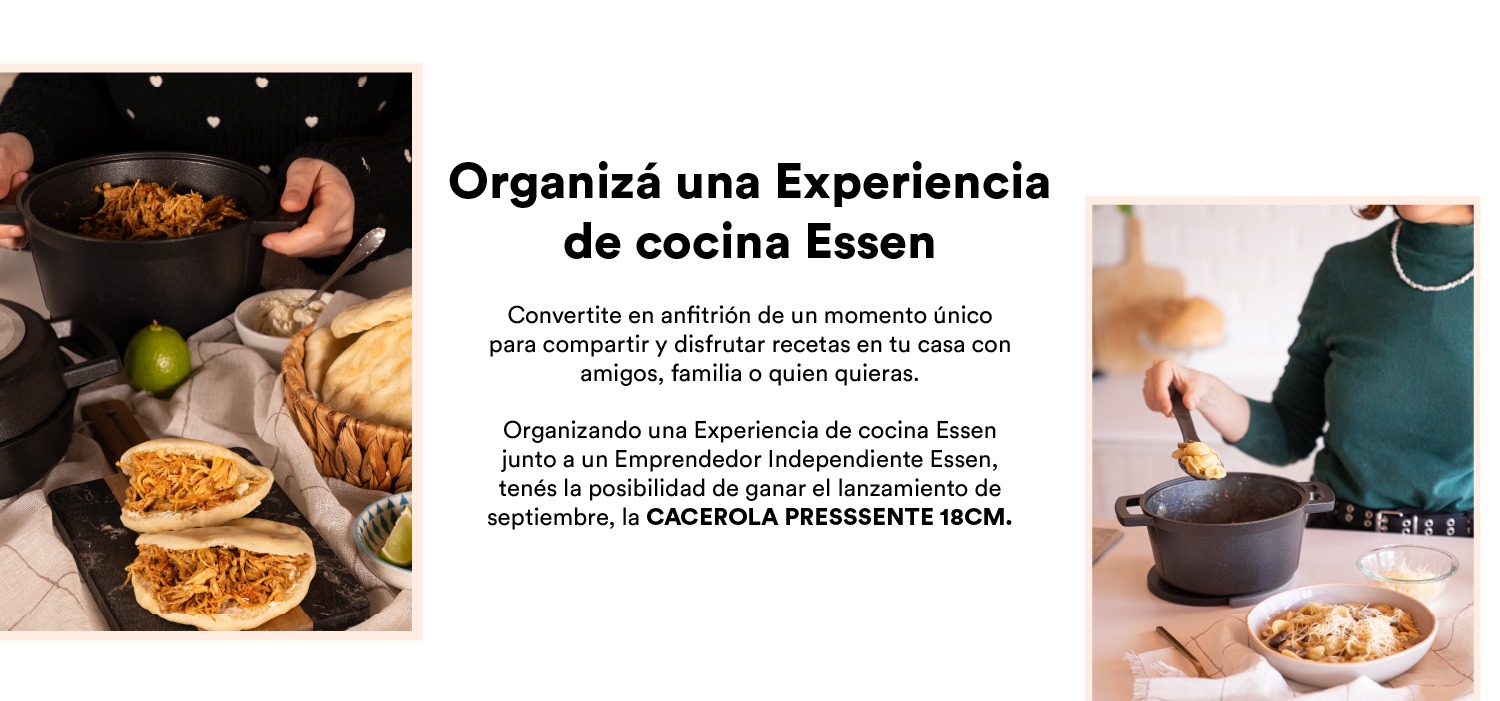 Organizá una Experiencia
de cocina Essen
Convertite en anfitrión de un momento único
para compartir y disfrutar recetas en tu casa con
amigos, familia o quien quieras.
Organizando una Experiencia de cocina Essen
junto a un Emprendedor Independiente Essen,
tenés la posibilidad de ganar el lanzamiento de
septiembre, la CACEROLA PRESSSENTE 18CM.